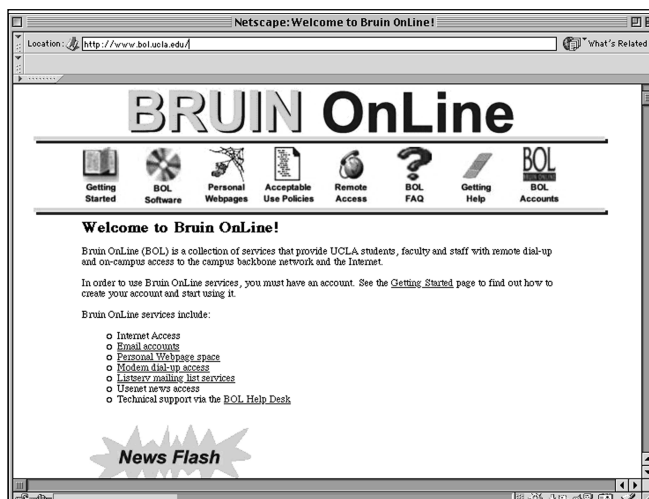 Netscape: Welcome to Bruin OnLine!
Location: http://www.bol.ucla.edu/ What's Related
BRUIN OnLine
Getting Started
BOL Software
Personal Webpages
Acceptable Use Policies
Remote Access
BOL FAQ
Getting Help
BOL
BOL Accounts
Welcome to Bruin OnLine!
Bruin OnLine (BOL) is a collection of services that provide UCLA students, faculty and staff with remote dial-up
and on-campus access to the campus backbone network and the Internet.
In order to use Bruin OnLine services, you must have an account. See the Getting Started page to find out how to
create your account and start using it.
Bruin OnLine services include:
Internet Access
Email accounts
Personal Webpage space
Modem dial-up access
Listserv mailing list services
Usenet news access
Technical support via the BOL Help Desk
News Flash